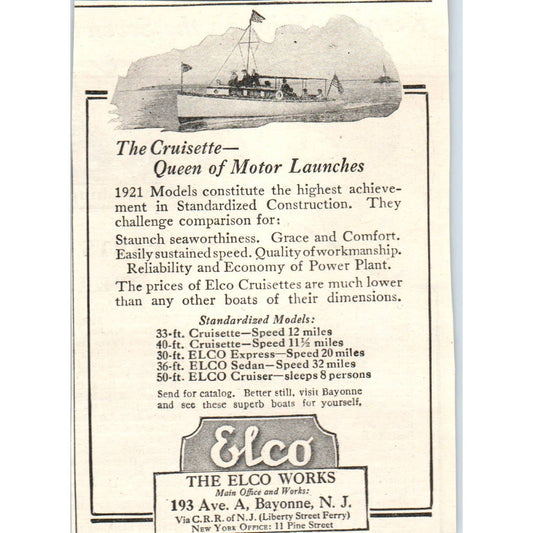 The Cruisette—
Queen of Motor Launches
1921 Models constitute the highest achieve-
ment in Standardized Construction. They
challenge comparison for:
Staunch seaworthiness. Grace and Comfort.
Easily sustained speed. Quality of workmanship.
Reliability and Economy of Power Plant.
The prices of Elco Cruisettes are much lower
than any other boats of their dimensions.
Standardized Models:
33-ft. Cruisette—Speed 12 miles
40-ft. Cruisette—Speed 11½ miles
30-ft. ELCO Express—Speed 20 miles
36-ft. ELCO Sedan—Speed 32 miles
50-ft. ELCO Cruiser—sleeps 8 persons
Send for catalog. Better still, visit Bayonne
and see these superb boats for yourself.
Elco
THE ELCO WORKS
Main Office and Works:
193 Ave. A, Bayonne, N. J.
Via C.R.R. of N.J. (Liberty Street Ferry)
NEW YORK OFFICE: 11 Pine Street